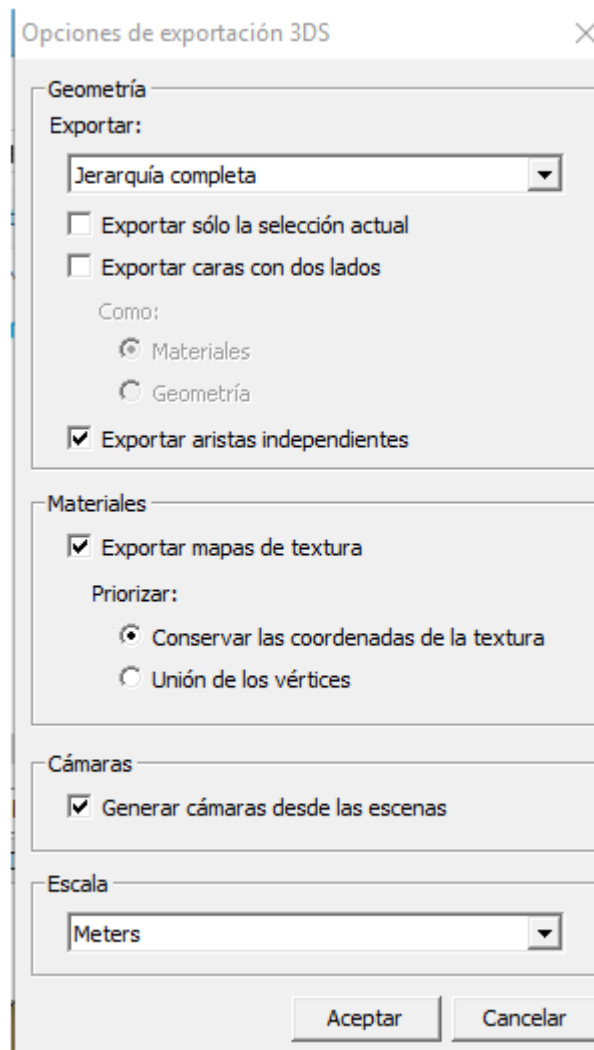 Opciones de exportación 3DS
Geometría
Exportar:
Jerarquía completa
Exportar sólo la selección actual
Exportar caras con dos lados
Como:
Materiales
Geometría
Exportar aristas independientes
Materiales
Exportar mapas de textura
Priorizar:
Conservar las coordenadas de la textura
Unión de los vértices
Cámaras
Generar cámaras desde las escenas
Escala
Meters
Aceptar Cancelar